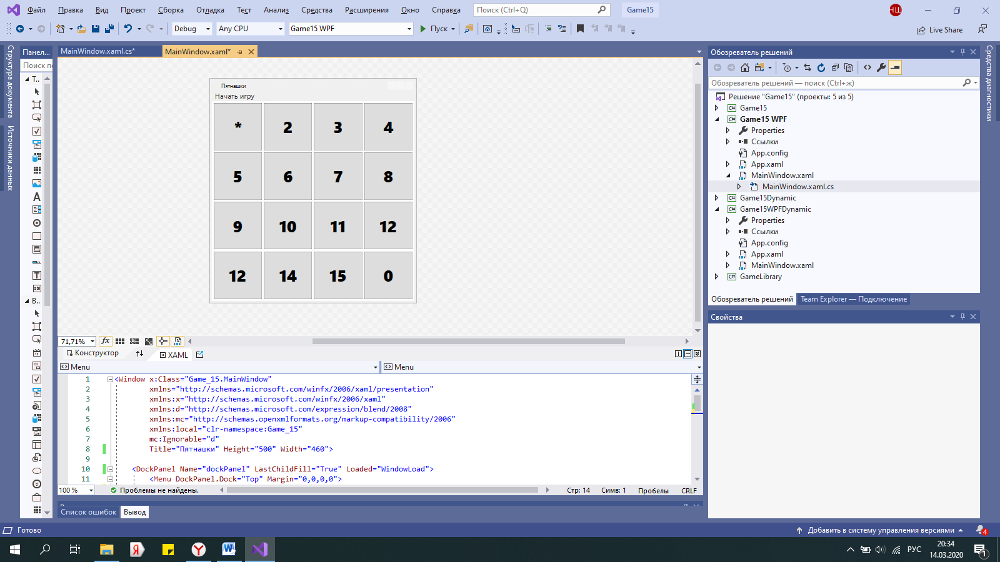 Файл Правка Вид Проект Сборка Отладка Тест Анализ Средства Расширения Окно Справка Поиск (Ctrl+Q) Game15 НШ
Debug Any CPU Game15 WPF Пуск Live Share
Структура документа
Источники данных
Панел...
Поиск по
Т..
В..
MainWindow.xaml.cs* MainWindow.xaml*
Пятнашки
Начать игру
* 2 3 4
5 6 7 8
9 10 11 12
12 14 15 0
71,71% fx
Конструктор XAML
Menu Menu
1 <Window x:Class="Game_15.MainWindow"
2 xmlns="http://schemas.microsoft.com/winfx/2006/xaml/presentation"
3 xmlns:x="http://schemas.microsoft.com/winfx/2006/xaml"
4 xmlns:d="http://schemas.microsoft.com/expression/blend/2008"
5 xmlns:mc="http://schemas.openxmlformats.org/markup-compatibility/2006"
6 xmlns:local="clr-namespace:Game_15"
7 mc:Ignorable="d"
8 Title="Пятнашки" Height="500" Width="460">
9
10 <DockPanel Name="dockPanel" LastChildFill="True" Loaded="WindowLoad">
11 <Menu DockPanel.Dock="Top" Margin="0,0,0,0">
100 % Проблемы не найдены. Стр: 14 Симв: 1 Пробелы CRLF
Список ошибок Вывод
Обозреватель решений
Обозреватель решений — поиск (Ctrl+ж)
Решение "Game15" (проекты: 5 из 5)
Game15
Game15 WPF
Properties
Ссылки
App.config
App.xaml
MainWindow.xaml
MainWindow.xaml.cs
Game15Dynamic
Game15WPFDynamic
Properties
Ссылки
App.config
App.xaml
MainWindow.xaml
GameLibrary
Обозреватель решений Team Explorer — Подключение
Свойства
Средства диагностики
Готово Добавить в систему управления версиями 4
РУС 20:34
14.03.2020 1